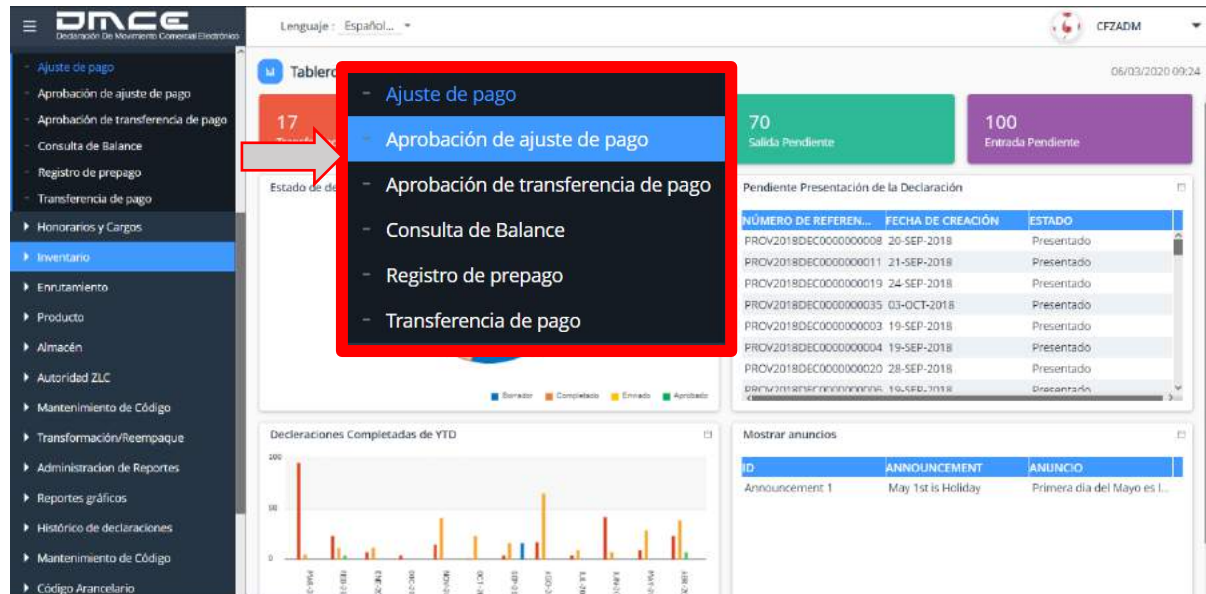 DMCE
Declaración De Movimiento Comercial Electrónico
Lenguaje : Español...
CFZADM
Ajuste de pago
Aprobación de ajuste de pago
Aprobación de transferencia de pago
Consulta de Balance
Registro de prepago
Transferencia de pago
Honorarios y Cargos
Inventario
Enrutamiento
Producto
Almacén
Autoridad ZLC
Mantenimiento de Código
Transformación/Reempaque
Administracion de Reportes
Reportes gráficos
Histórico de declaraciones
Mantenimiento de Código
Código Arancelario
M Tablero
06/03/2020 09:24
17
70
Salida Pendiente
100
Entrada Pendiente
- Ajuste de pago
- Aprobación de ajuste de pago
- Aprobación de transferencia de pago
- Consulta de Balance
- Registro de prepago
- Transferencia de pago
Estado de de
Borrador Completado Enviado Aprobado
Pendiente Presentación de la Declaración
NÚMERO DE REFEREN... FECHA DE CREACIÓN ESTADO
PROV2018DEC0000000008 20-SEP-2018 Presentado
PROV2018DEC0000000011 21-SEP-2018 Presentado
PROV2018DEC0000000019 24-SEP-2018 Presentado
PROV2018DEC0000000035 03-OCT-2018 Presentado
PROV2018DEC0000000003 19-SEP-2018 Presentado
PROV2018DEC0000000004 19-SEP-2018 Presentado
PROV2018DEC0000000020 28-SEP-2018 Presentado
PROV2018DEC0000000006 19-SEP-2018 Presentado
Decleraciones Completadas de YTD
Mostrar anuncios
ID ANNOUNCEMENT ANUNCIO
Announcement 1 May 1st is Holiday Primera dia del Mayo es l...